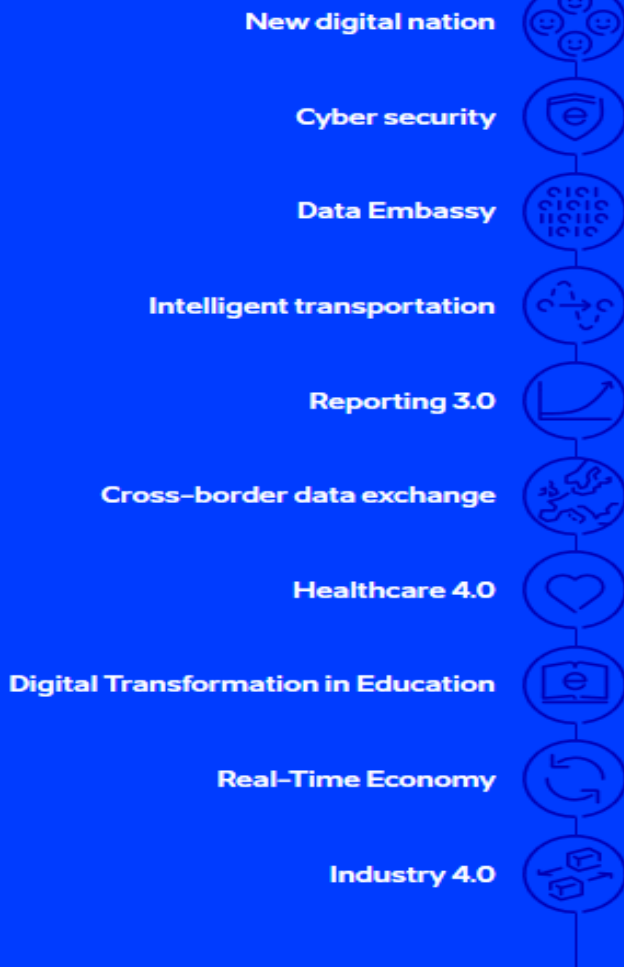 New digital nation
Cyber security
Data Embassy
Intelligent transportation
Reporting 3.0
Cross-border data exchange
Healthcare 4.0
Digital Transformation in Education
Real-Time Economy
Industry 4.0